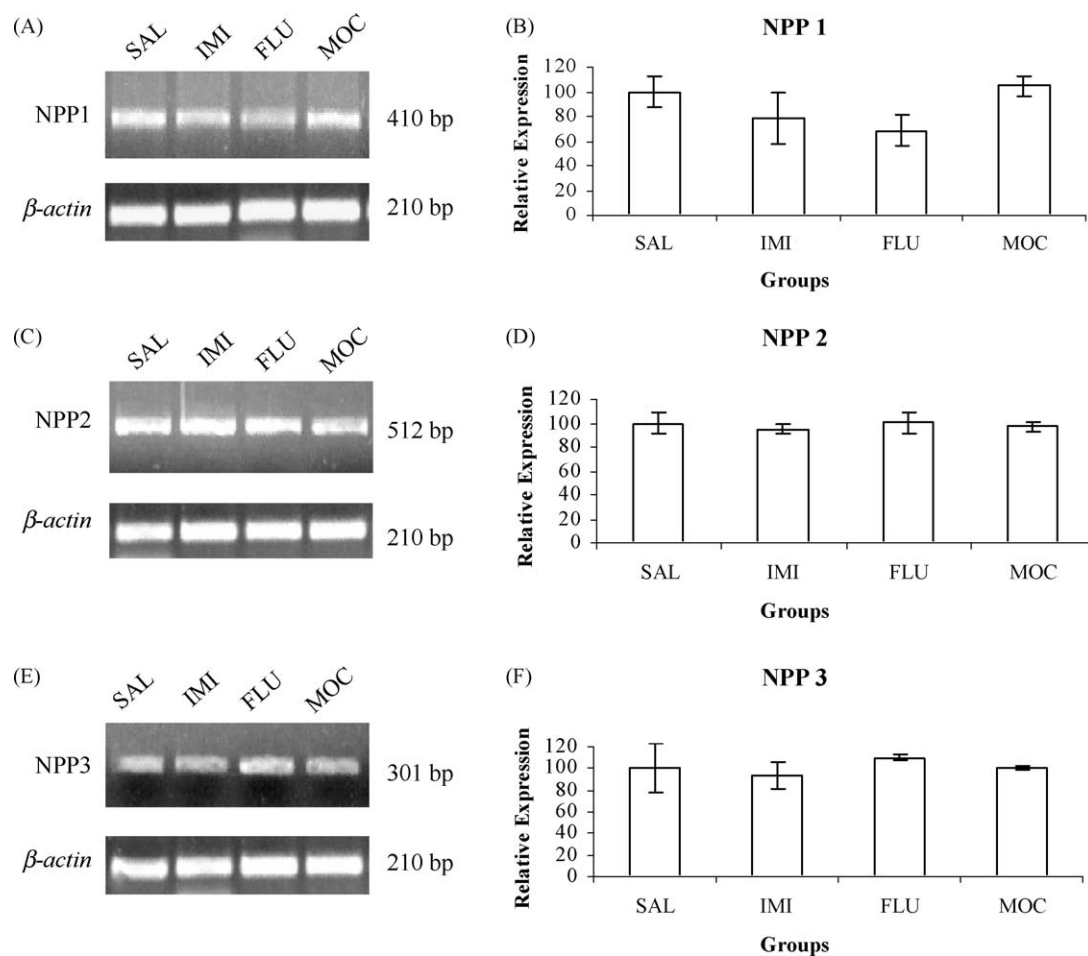 (A)
SAL IMI FLU MOC
NPP1
410 bp
β-actin
210 bp
(B)
NPP 1
Relative Expression
120
100
80
60
40
20
0
SAL IMI FLU MOC
Groups
(C)
SAL IMI FLU MOC
NPP2
512 bp
β-actin
210 bp
(D)
NPP 2
Relative Expression
120
100
80
60
40
20
0
SAL IMI FLU MOC
Groups
(E)
SAL IMI FLU MOC
NPP3
301 bp
β-actin
210 bp
(F)
NPP 3
Relative Expression
120
100
80
60
40
20
0
SAL IMI FLU MOC
Groups